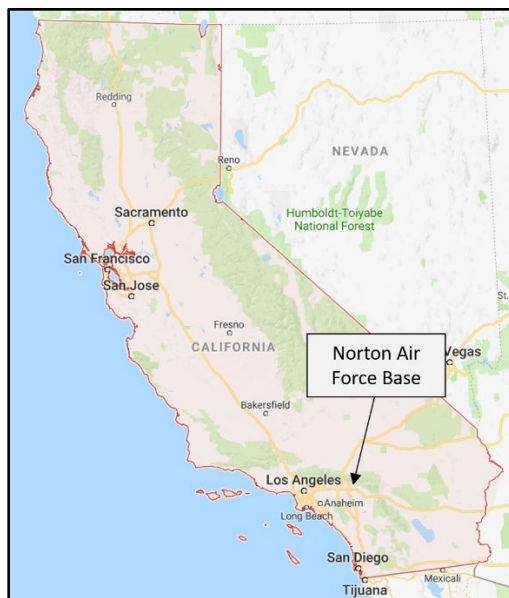 Redding
Reno
NEVADA
Humboldt-Toiyabe
National Forest
Sacramento
San Francisco
San Jose
St.
Fresno
CALIFORNIA
Norton Air
Force Base
Vegas
Bakersfield
Los Angeles
Anaheim
Long Beach
San Diego
Tijuana
Mexicali